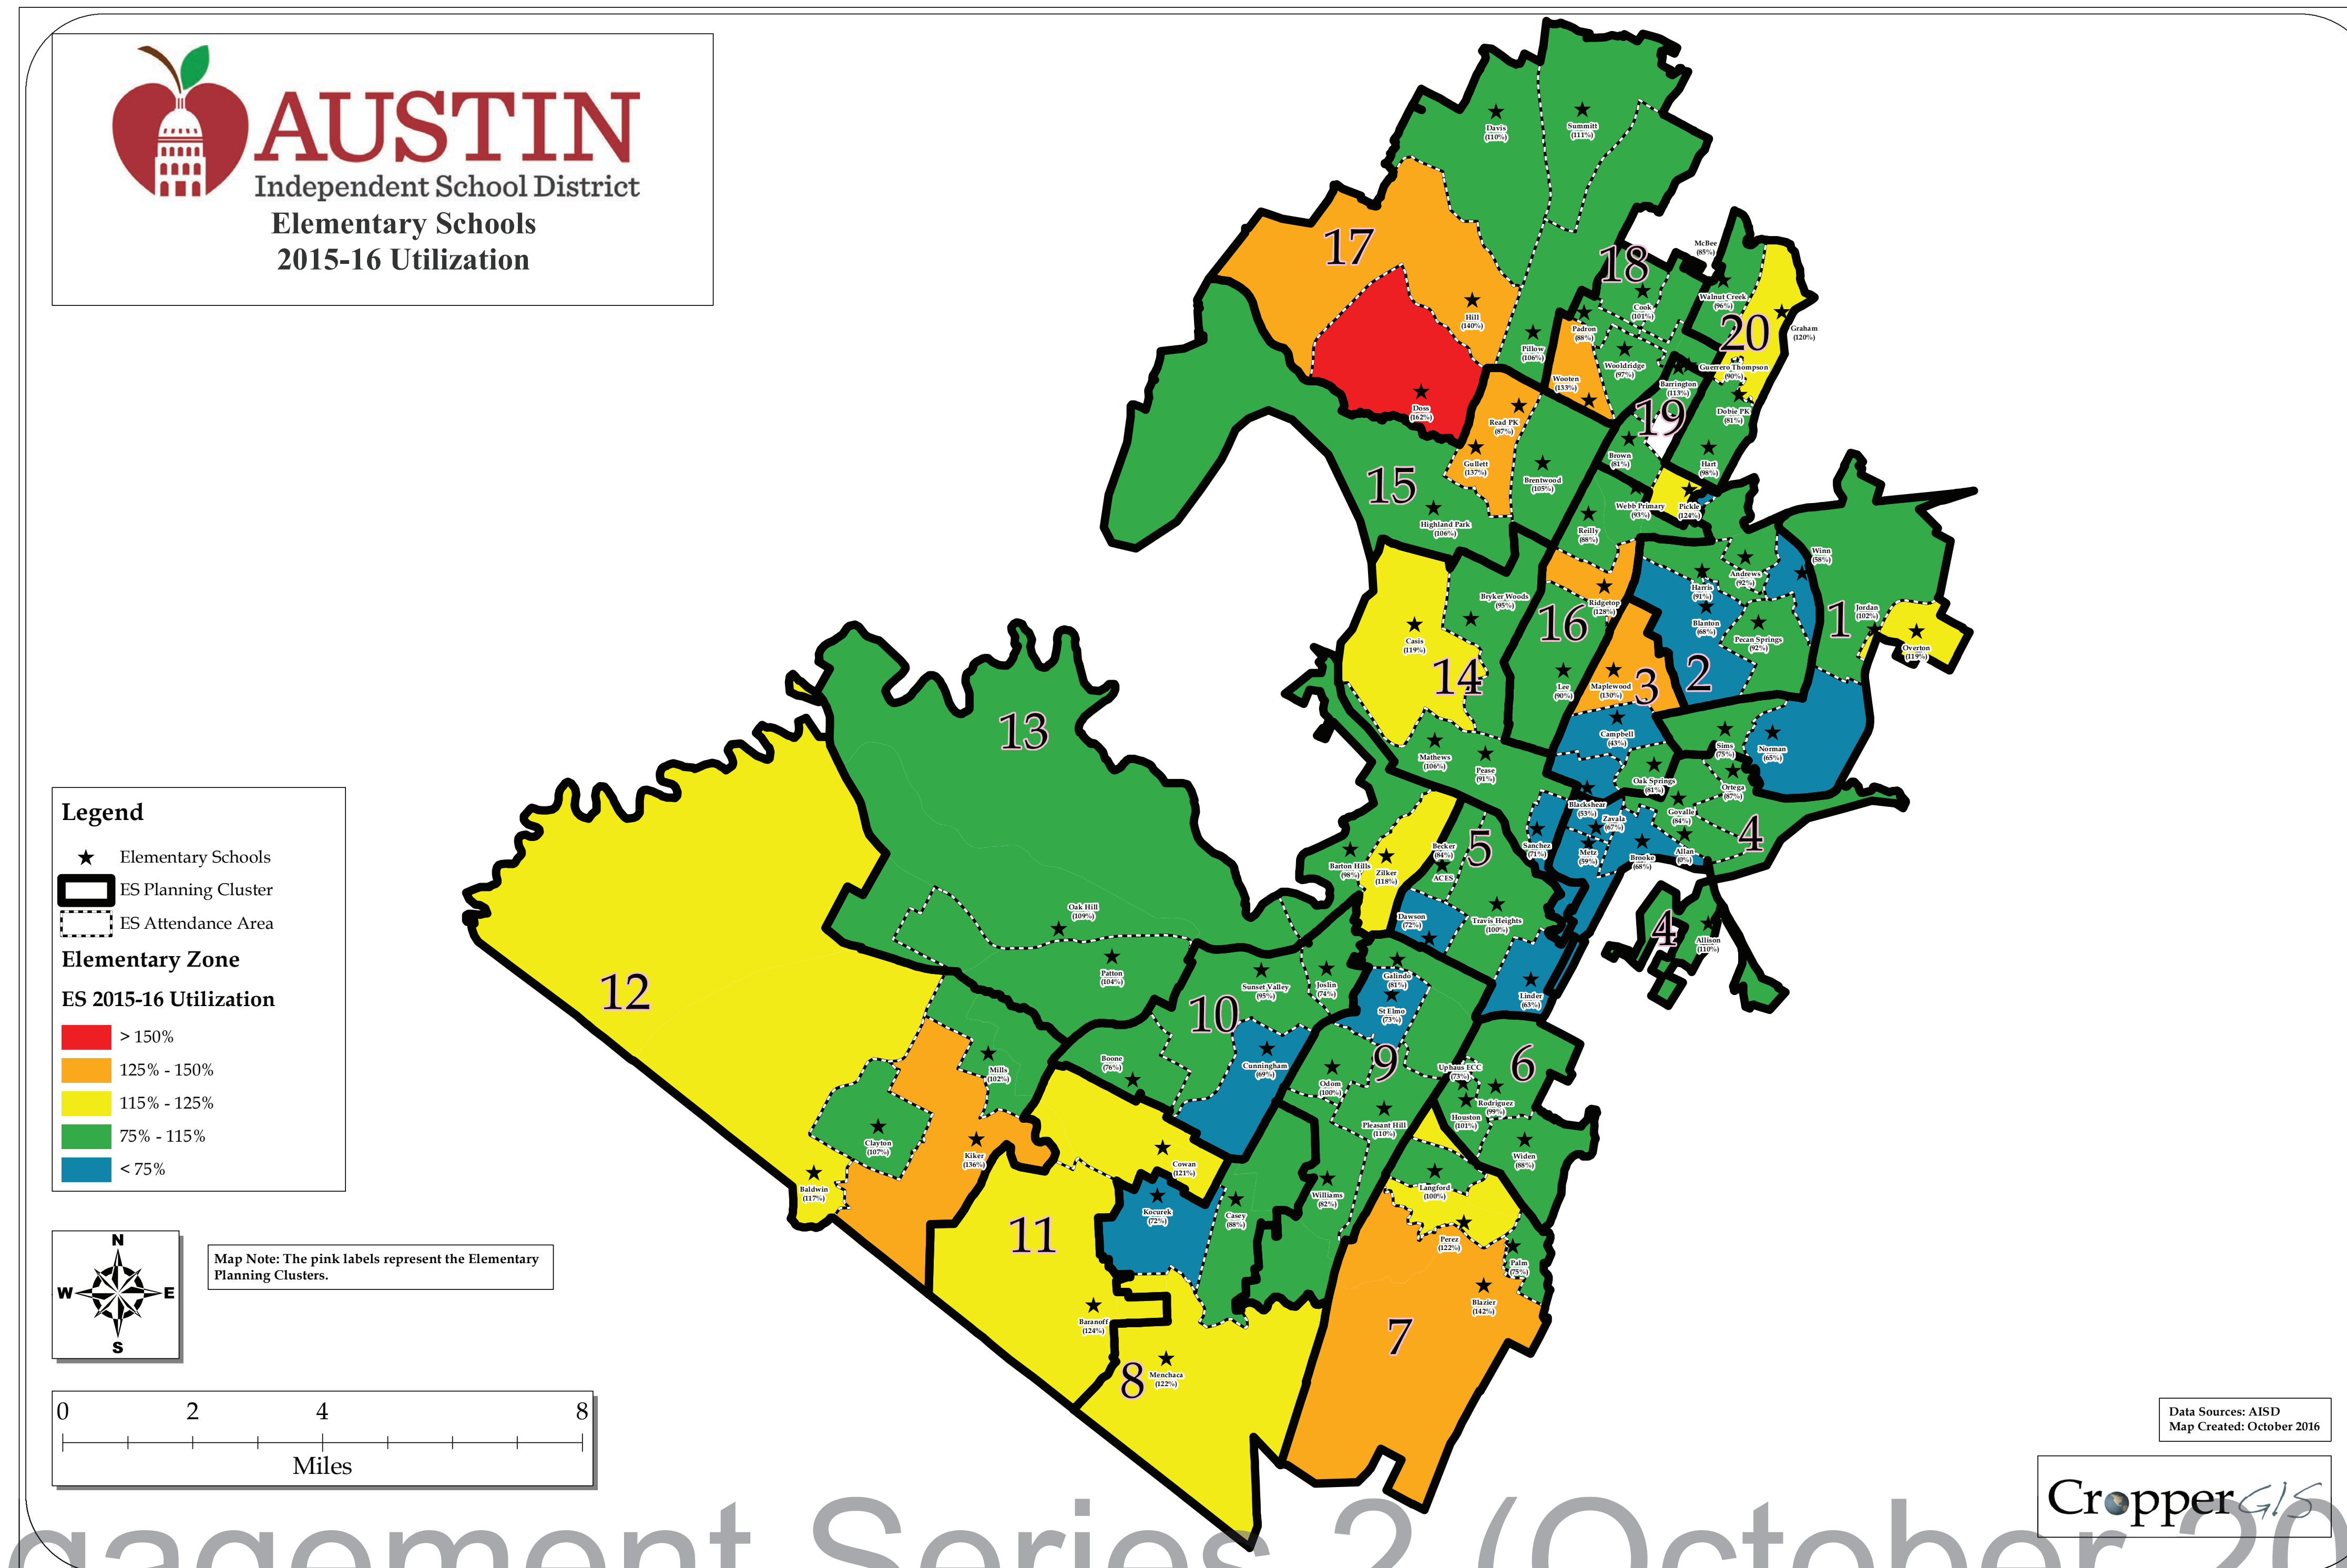 AUSTIN
Independent School District
Elementary Schools
2015-16 Utilization
Legend
Elementary Schools
ES Planning Cluster
ES Attendance Area
Elementary Zone
ES 2015-16 Utilization
> 150%
125% - 150%
115% - 125%
75% - 115%
< 75%
N
W
E
S
Map Note: The pink labels represent the Elementary
Planning Clusters.
0
2
4
8
Miles
Davis
(110%)
Summitt
(111%)
17
18
McBee
(85%)
Walnut Creek
(96%)
Cook
(101%)
Hill
(140%)
20
Graham
(120%)
Padron
(88%)
Pillow
(106%)
Wooldridge
(97%)
Guerrero Thompson
(90%)
Wooten
(133%)
Barrington
(113%)
Doss
(162%)
19
Dobie PK
(81%)
Read PK
(87%)
Brown
(81%)
Hart
(98%)
Gullett
(137%)
15
Brentwood
(105%)
Highland Park
(106%)
Webb Primary
(93%)
Pickle
(124%)
Reilly
(88%)
Winn
(58%)
Andrews
(92%)
Harris
(91%)
Bryker Woods
(95%)
Ridgetop
(128%)
Jordan
(102%)
1
16
Blanton
(68%)
Pecan Springs
(92%)
Casis
(119%)
Overton
(119%)
14
2
3
Lee
(90%)
Maplewood
(130%)
13
Campbell
(43%)
Sims
(75%)
Norman
(65%)
Mathews
(106%)
Pease
(91%)
Oak Springs
(81%)
Ortega
(87%)
Blackshear
(53%)
Govalle
(84%)
Zavala
(67%)
4
5
Becker
(84%)
Sanchez
(71%)
Metz
(59%)
Brooke
(68%)
Allan
(0%)
Barton Hills
(98%)
Zilker
(118%)
ACES
Oak Hill
(109%)
Dawson
(72%)
Travis Heights
(100%)
4
Allison
(110%)
Patton
(104%)
Sunset Valley
(95%)
Joslin
(74%)
Galindo
(81%)
Linder
(63%)
12
10
St Elmo
(73%)
Boone
(76%)
Cunningham
(69%)
9
6
Mills
(102%)
Uphaus ECC
(73%)
Odom
(100%)
Rodriguez
(99%)
Houston
(101%)
Pleasant Hill
(110%)
Clayton
(107%)
Kiker
(136%)
Cowan
(121%)
Widen
(88%)
Baldwin
(117%)
Langford
(100%)
Williams
(82%)
Kocurek
(72%)
Casey
(88%)
11
Perez
(122%)
Palm
(75%)
Blazier
(142%)
Baranoff
(124%)
7
8
Menchaca
(122%)
Data Sources: AISD
Map Created: October 2016
Cropper GIS
gagement Series 2 (October 20